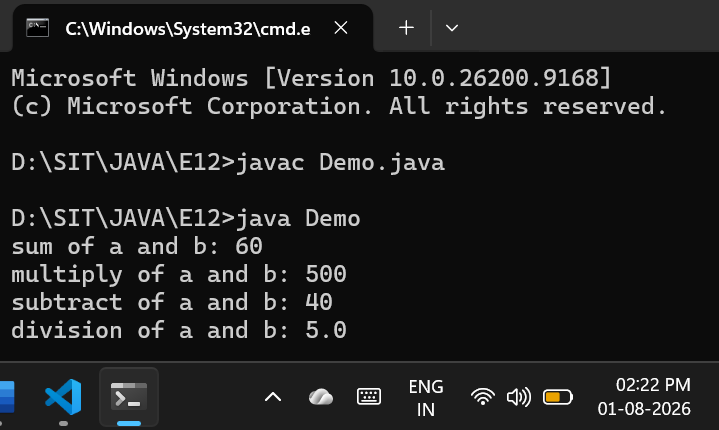 C:\Windows\System32\cmd.e
Microsoft Windows [Version 10.0.26200.9168]
(c) Microsoft Corporation. All rights reserved.
D:\SIT\JAVA\E12>javac Demo.java
D:\SIT\JAVA\E12>java Demo
sum of a and b: 60
multiply of a and b: 500
subtract of a and b: 40
division of a and b: 5.0
ENG
IN
02:22 PM
01-08-2026